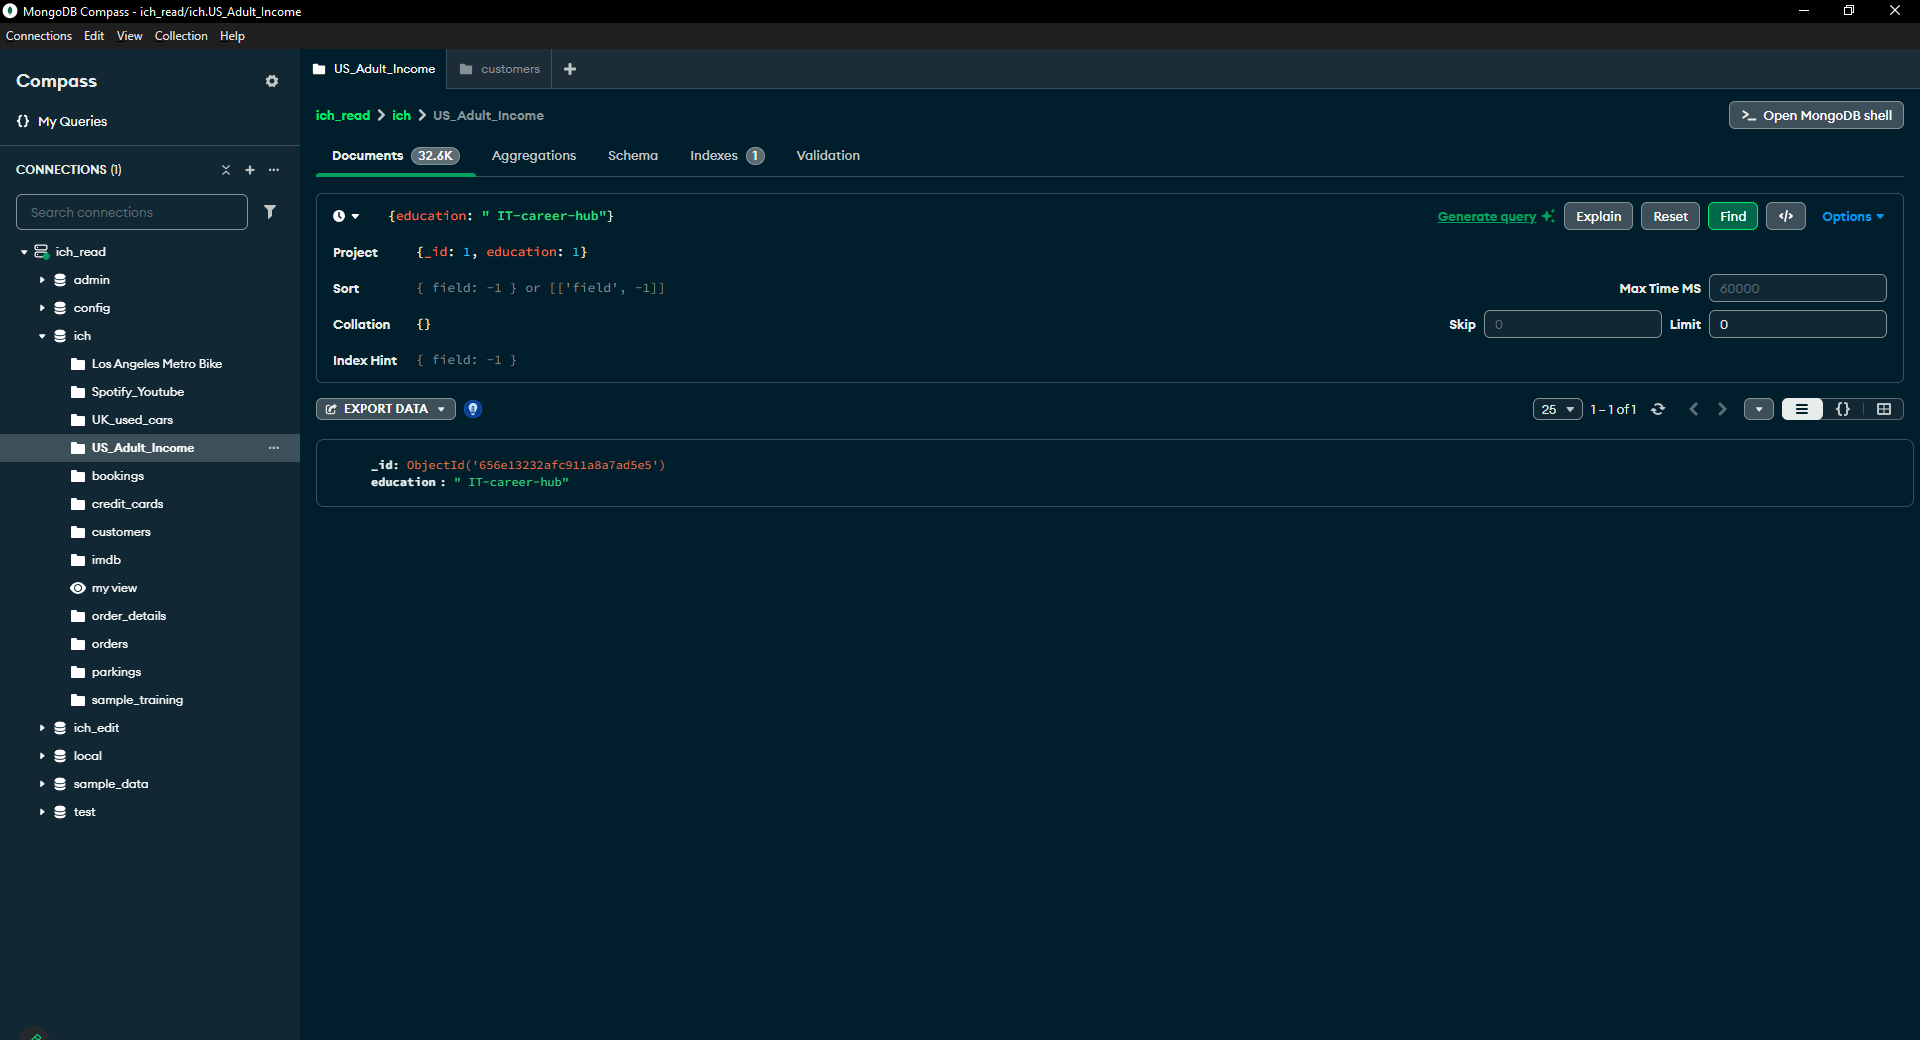 MongoDB Compass - ich_read/ich.US_Adult_Income
Connections Edit View Collection Help
Compass
{} My Queries
CONNECTIONS (1)
Search connections
ich_read
admin
config
ich
Los Angeles Metro Bike
Spotify_Youtube
UK_used_cars
US_Adult_Income
bookings
credit_cards
customers
imdb
my view
order_details
orders
parkings
sample_training
ich_edit
local
sample_data
test
US_Adult_Income customers
ich_read > ich > US_Adult_Income
>_ Open MongoDB shell
Documents 32.6K Aggregations Schema Indexes 1 Validation
{education: " IT-career-hub"}
Generate query Explain Reset Find </> Options
Project {_id: 1, education: 1}
Sort { field: -1 } or [['field', -1]]
Max Time MS 60000
Collation {}
Skip 0 Limit 0
Index Hint { field: -1 }
EXPORT DATA
25 1 – 1 of 1 {}
_id: ObjectId('656e13232afc911a8a7ad5e5')
education : " IT-career-hub"